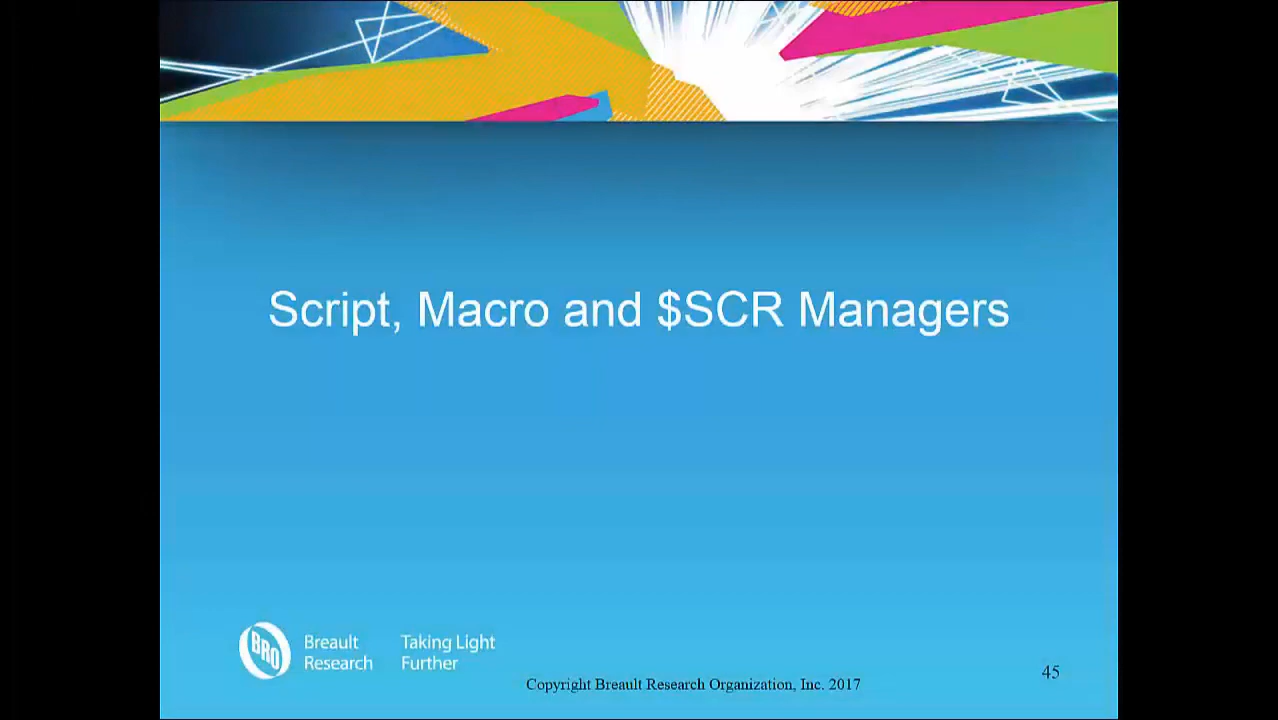 Script, Macro and $SCR Managers
BRO
Breault Research
Taking Light Further
Copyright Breault Research Organization, Inc. 2017
45